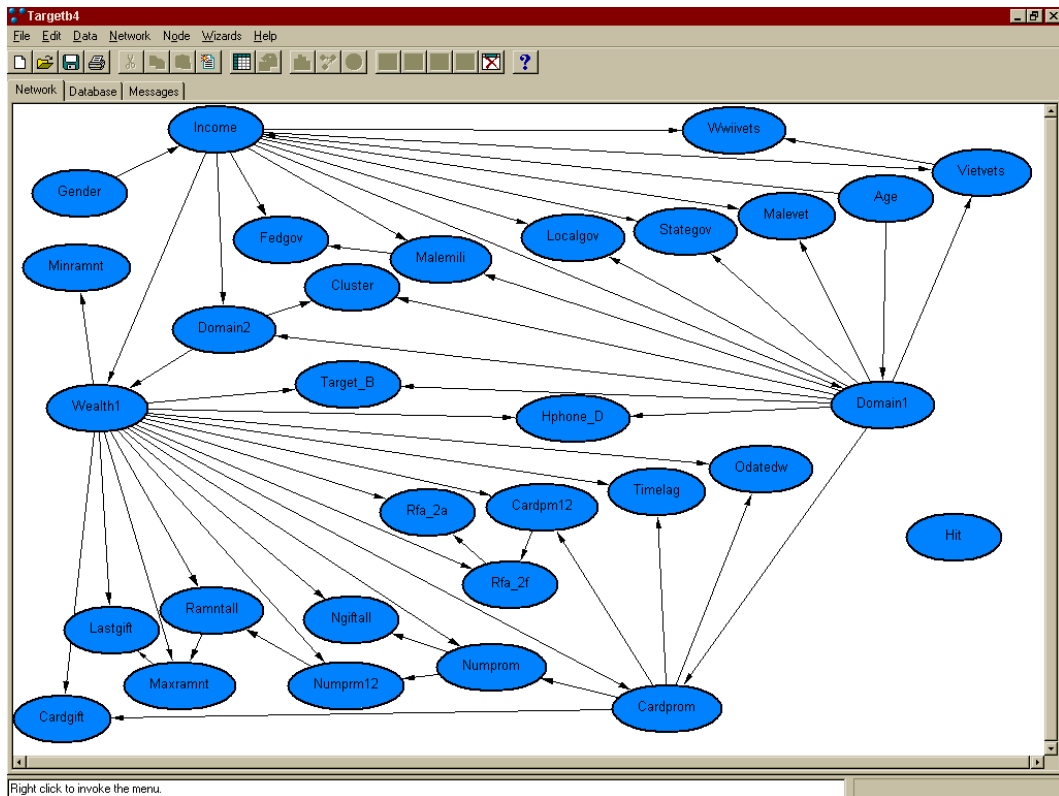 Targetb4
File Edit Data Network Node Wizards Help
Network Database Messages
Income
Wwiivets
Gender
Vietvets
Age
Malevet
Fedgov
Localgov
Stategov
Minramnt
Malemili
Cluster
Domain2
Target_B
Wealth1
Hphone_D
Domain1
Odatedw
Timelag
Rfa_2a
Cardpm12
Hit
Rfa_2f
Ramntall
Ngiftall
Lastgift
Numprom
Maxramnt
Numprm12
Cardprom
Cardgift
Right click to invoke the menu.